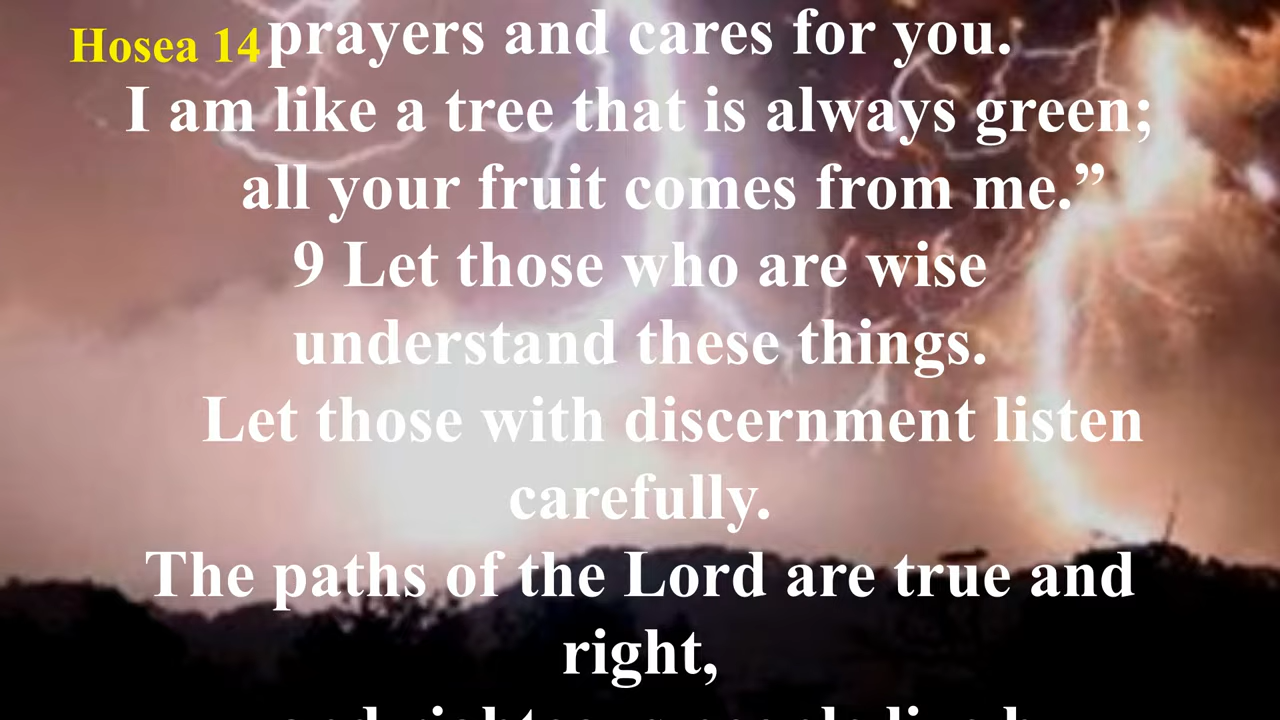 Hosea 14
prayers and cares for you.
I am like a tree that is always green;
all your fruit comes from me.”
9 Let those who are wise
understand these things.
Let those with discernment listen
carefully.
The paths of the Lord are true and
right,